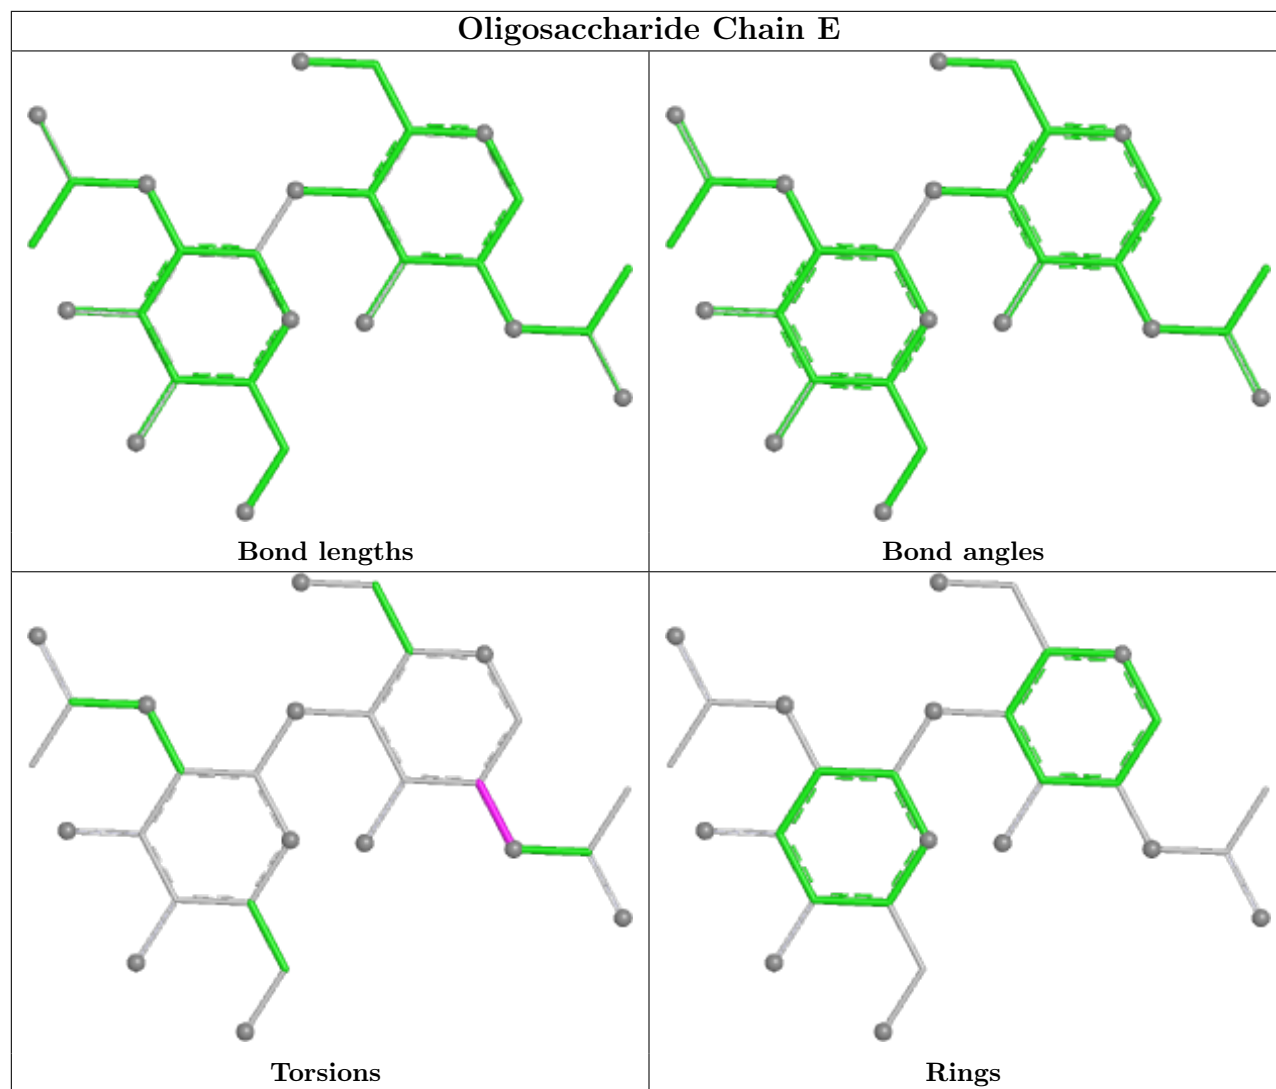 Oligosaccharide Chain E
Bond lengths
Bond angles
Torsions
Rings